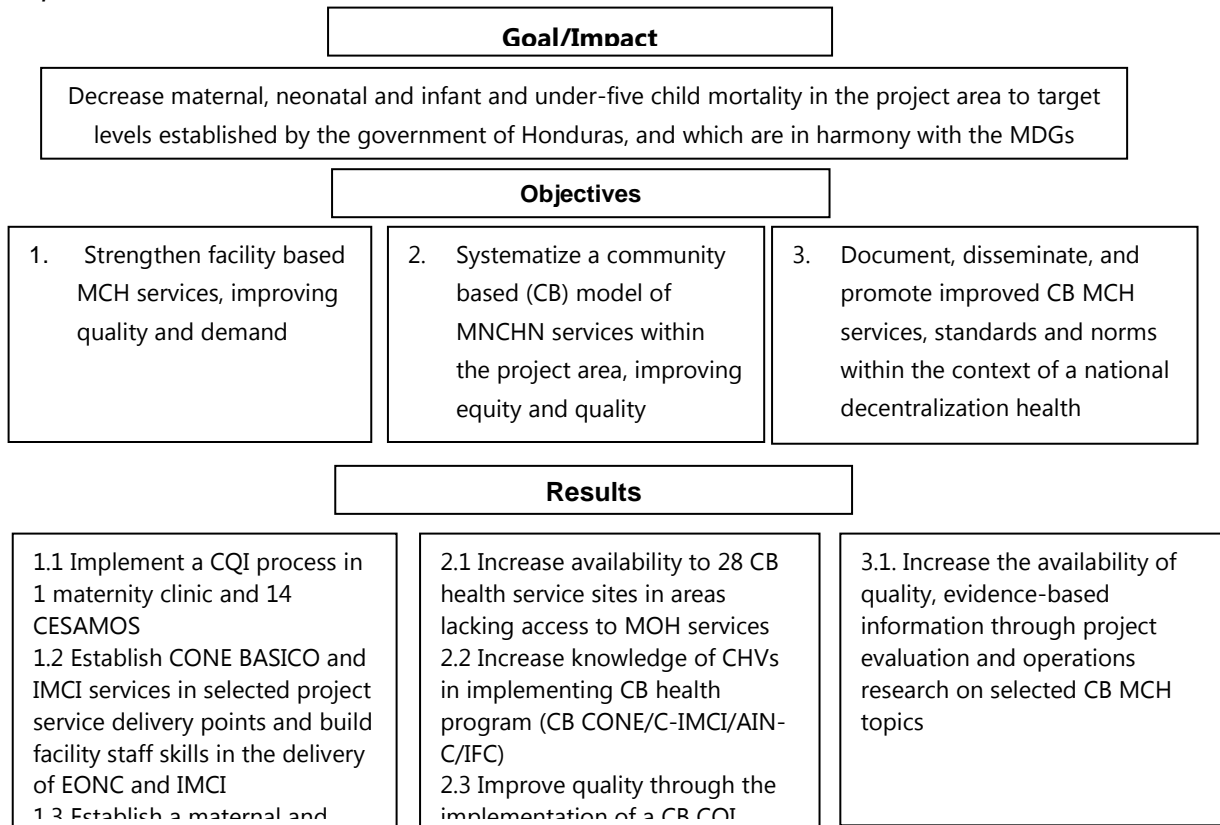 Goal/Impact
Decrease maternal, neonatal and infant and under-five child mortality in the project area to target
levels established by the government of Honduras, and which are in harmony with the MDGs
Objectives
1. Strengthen facility based
MCH services, improving
quality and demand
2. Systematize a community
based (CB) model of
MNCHN services within
the project area, improving
equity and quality
3. Document, disseminate, and
promote improved CB MCH
services, standards and norms
within the context of a national
decentralization health
Results
1.1 Implement a CQI process in
1 maternity clinic and 14
CESAMOS
1.2 Establish CONE BASICO and
IMCI services in selected project
service delivery points and build
facility staff skills in the delivery
of EONC and IMCI
1.3 Establish a maternal and
2.1 Increase availability to 28 CB
health service sites in areas
lacking access to MOH services
2.2 Increase knowledge of CHVs
in implementing CB health
program (CB CONE/C-IMCI/AIN-
C/IFC)
2.3 Improve quality through the
implementation of a CB CQI
3.1. Increase the availability of
quality, evidence-based
information through project
evaluation and operations
research on selected CB MCH
topics